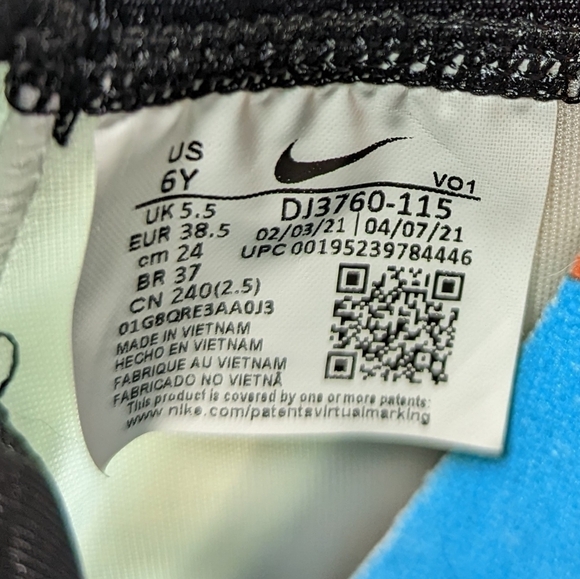 US
6Y
VO1
UK 5.5
DJ3760-115
EUR 38.5
02/03/21 | 04/07/21
cm 24
UPC 00195239784446
BR 37
CN 240(2.5)
01G8QRE3AA0J3
MADE IN VIETNAM
HECHO EN VIETNAM
FABRIQUE AU VIETNAM
FABRICADO NO VIETNÃ
This product is covered by one or more patents:
www.nike.com/patentsvirtualmarking